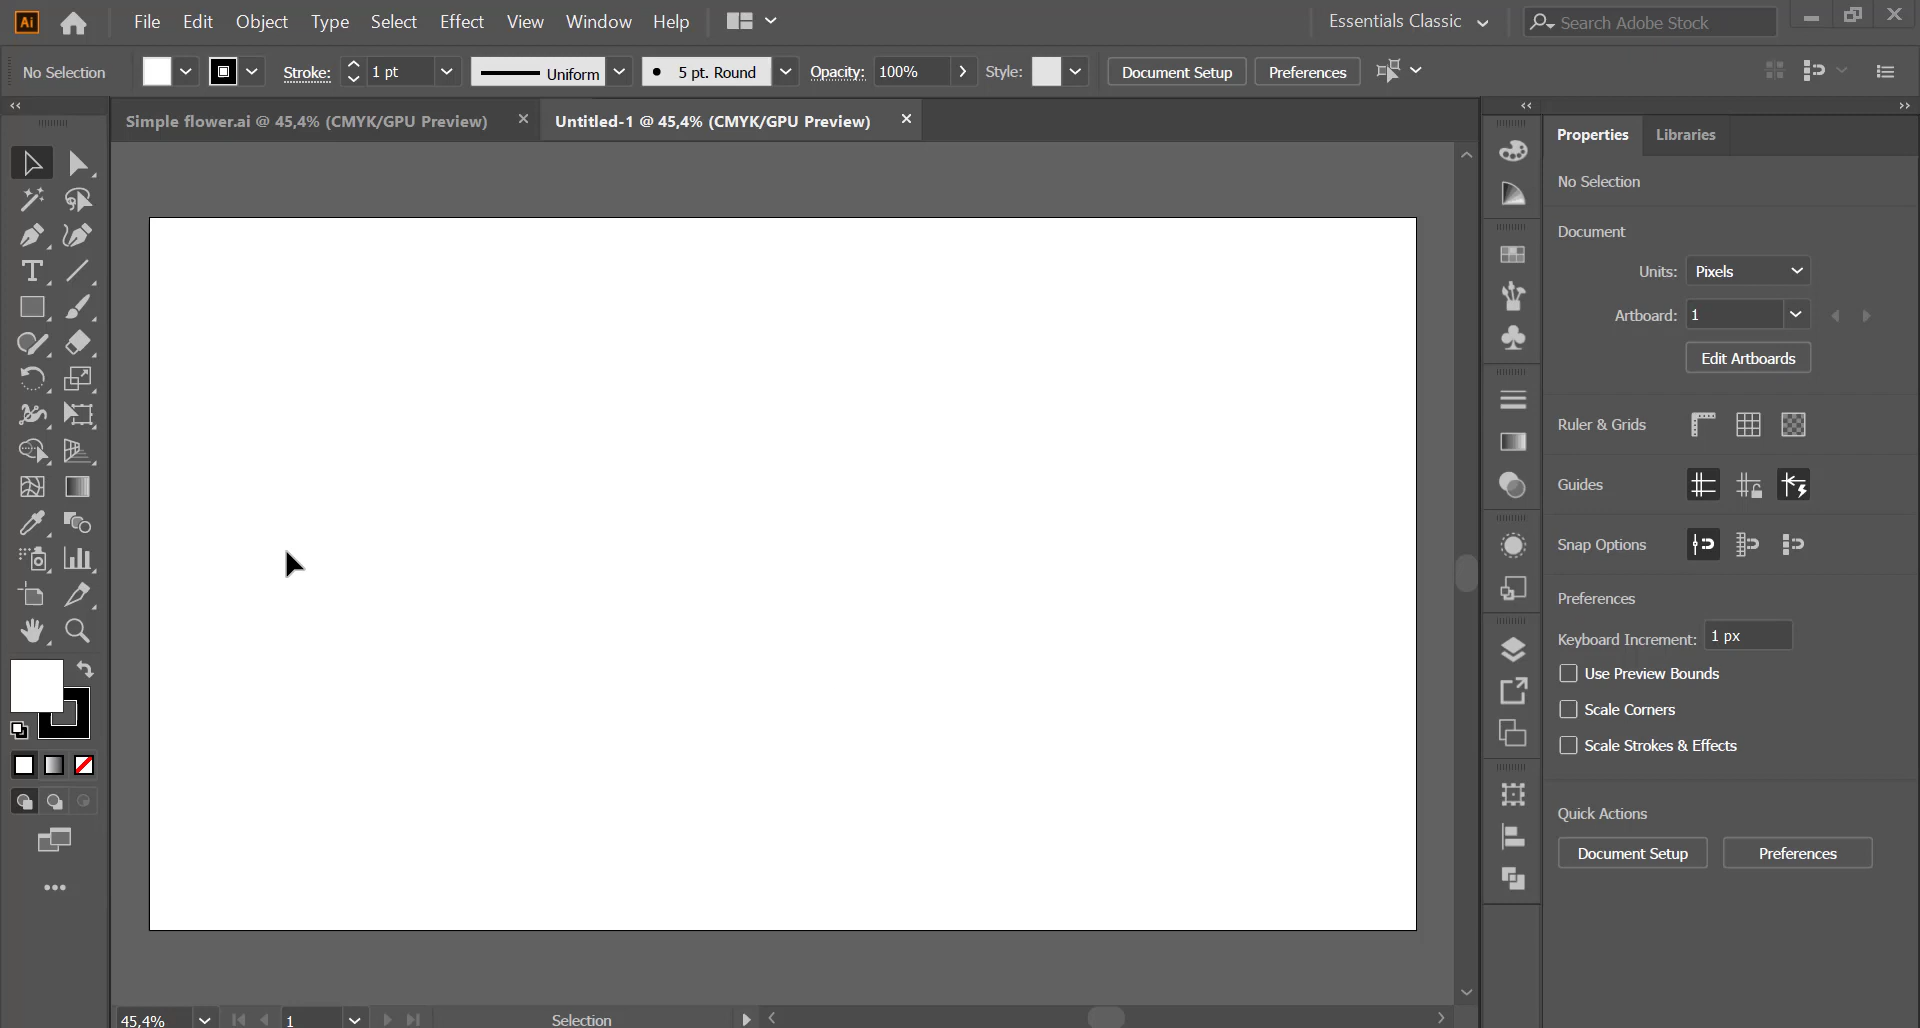 Ai File Edit Object Type Select Effect View Window Help Essentials Classic Search Adobe Stock
No Selection Stroke: 1 pt Uniform 5 pt. Round Opacity: 100% Style: Document Setup Preferences
Simple flower.ai @ 45,4% (CMYK/GPU Preview) Untitled-1 @ 45,4% (CMYK/GPU Preview)
Properties Libraries
No Selection
Document
Units: Pixels
Artboard: 1
Edit Artboards
Ruler & Grids
Guides
Snap Options
Preferences
Keyboard Increment: 1 px
Use Preview Bounds
Scale Corners
Scale Strokes & Effects
Quick Actions
Document Setup Preferences
45,4% 1 Selection